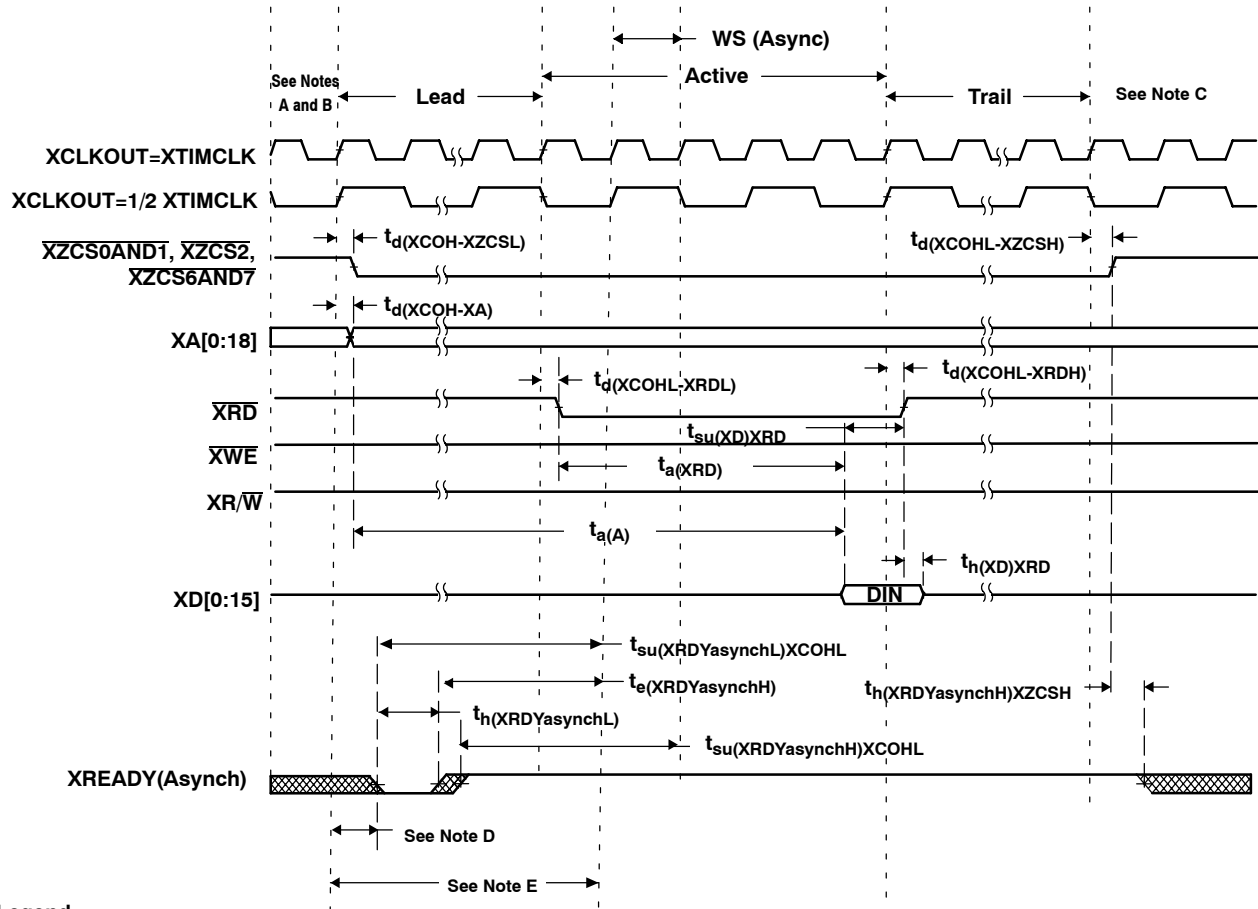 WS (Async)
Active
See Notes
A and B
Lead
Trail
See Note C
XCLKOUT=XTIMCLK
XCLKOUT=1/2 XTIMCLK
td(XCOH-XZCSL)
td(XCOHL-XZCSH)
XZCS0AND1, XZCS2,
XZCS6AND7
td(XCOH-XA)
XA[0:18]
td(XCOHL-XRDL)
td(XCOHL-XRDH)
XRD
tsu(XD)XRD
XWE
ta(XRD)
XR/W
ta(A)
th(XD)XRD
XD[0:15]
DIN
tsu(XRDYasynchL)XCOHL
te(XRDYasynchH)
th(XRDYasynchH)XZCSH
th(XRDYasynchL)
tsu(XRDYasynchH)XCOHL
XREADY(Asynch)
See Note D
See Note E